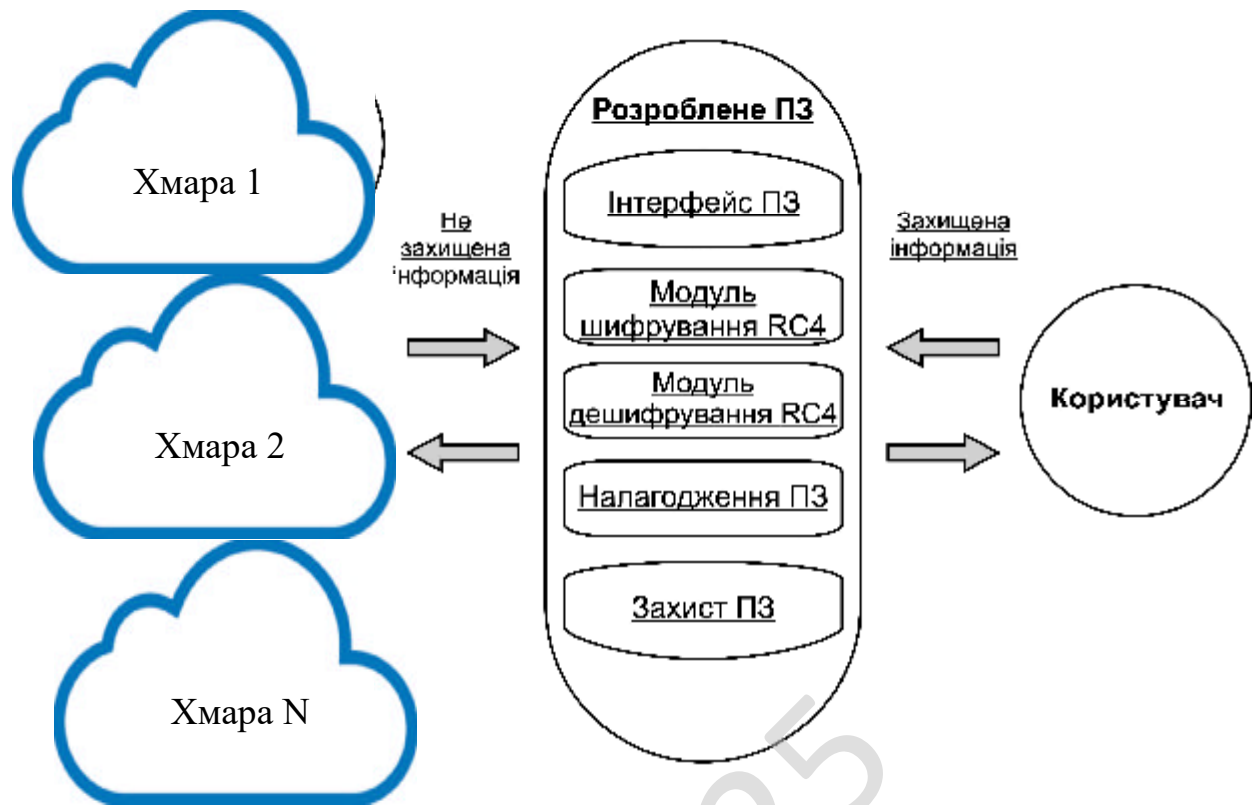 Хмара 1
Хмара 2
Хмара N
Не
захищена
інформація
Розроблене ПЗ
Інтерфейс ПЗ
Модуль
шифрування RC4
Модуль
дешифрування RC4
Налагодження ПЗ
Захист ПЗ
Захищена
інформація
Користувач